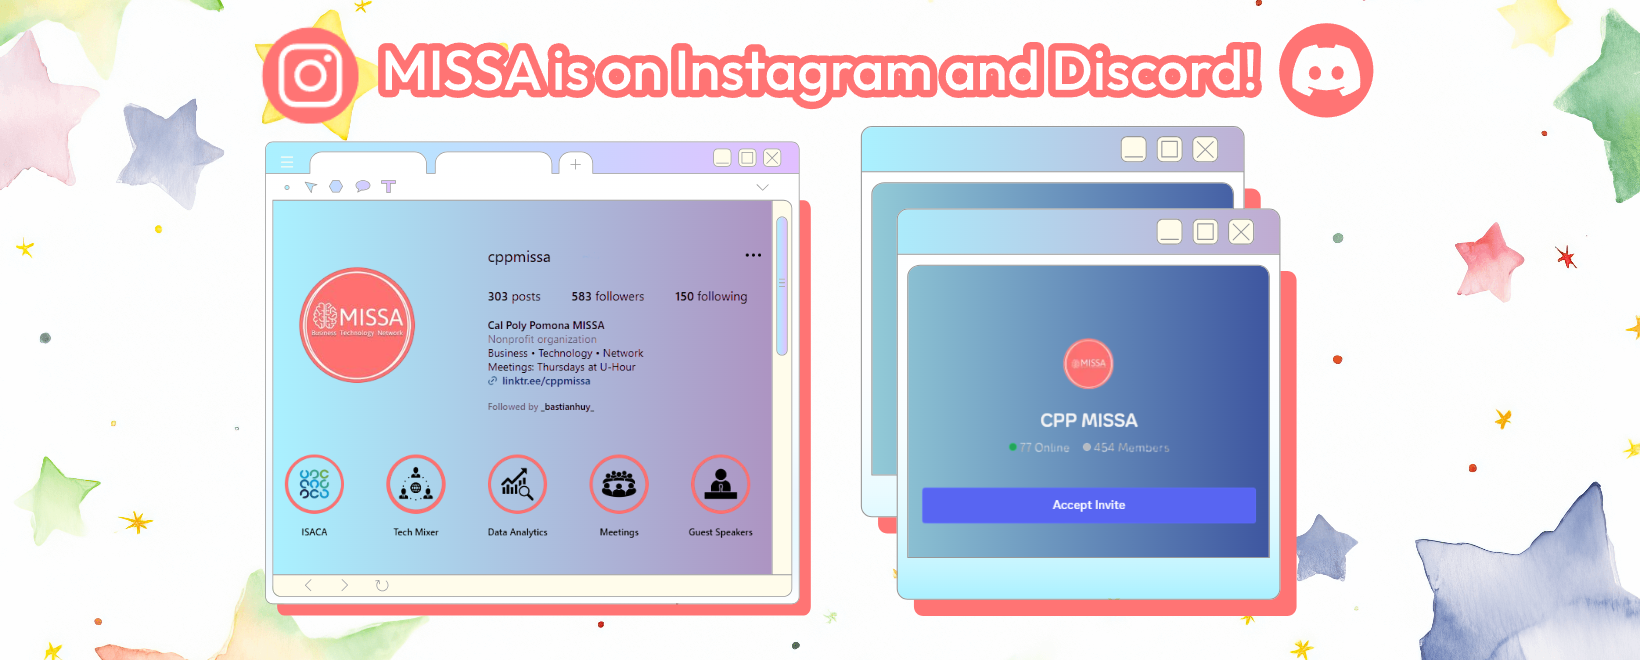 MISSA is on Instagram and Discord!
cppmissa
303 posts 583 followers 150 following
Cal Poly Pomona MISSA
Nonprofit organization
Business • Technology • Network
Meetings: Thursdays at U-Hour
linktr.ee/cppmissa
Followed by _bastianhuy_
MISSA
Business Technology Network
ISACA
Tech Mixer
Data Analytics
Meetings
Guest Speakers
MISSA
CPP MISSA
77 Online 454 Members
Accept Invite